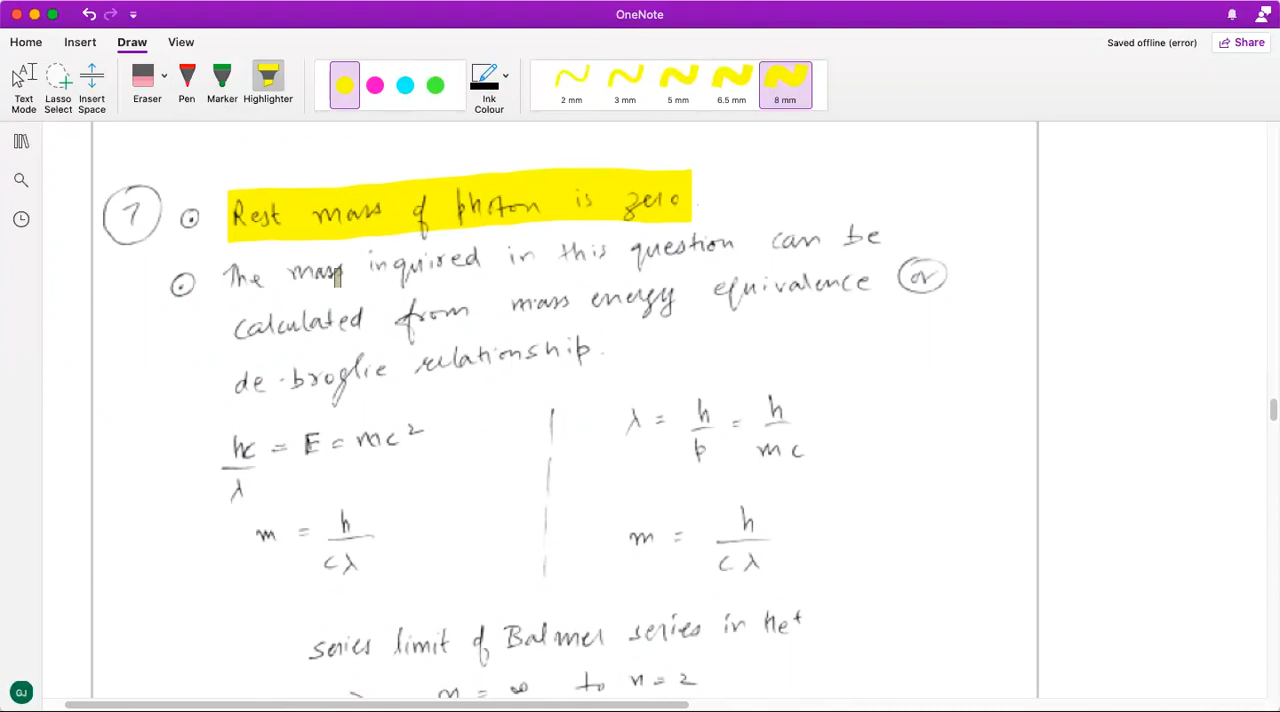 OneNote
Home Insert Draw View
Saved offline (error) Share
Text Mode
Lasso Select
Insert Space
Eraser
Pen
Marker
Highlighter
Ink Colour
2 mm
3 mm
5 mm
6.5 mm
8 mm
7 Rest mass of photon is zero.
The mass inquired in this question can be
calculated from mass energy equivalence or
de-broglie relationship.
hc/λ = E = mc²
λ = h/p = h/mc
m = h/cλ
m = h/cλ
series limit of Balmer series in He+
n = ∞ to n = 2
GJ